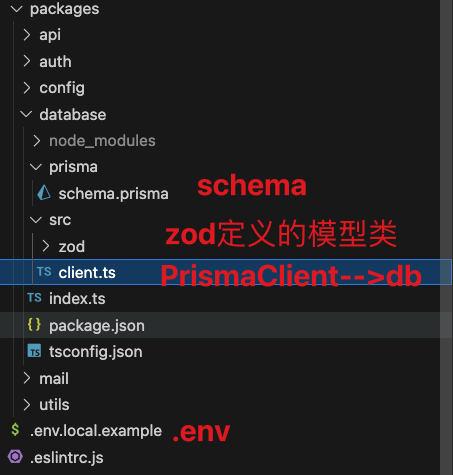 packages
api
auth
config
database
node_modules
prisma
schema.prisma schema
src
zod zod定义的模型类
TS client.ts PrismaClient-->db
TS index.ts
{} package.json
TS tsconfig.json
mail
utils
$ .env.local.example .env
.eslintrc.js